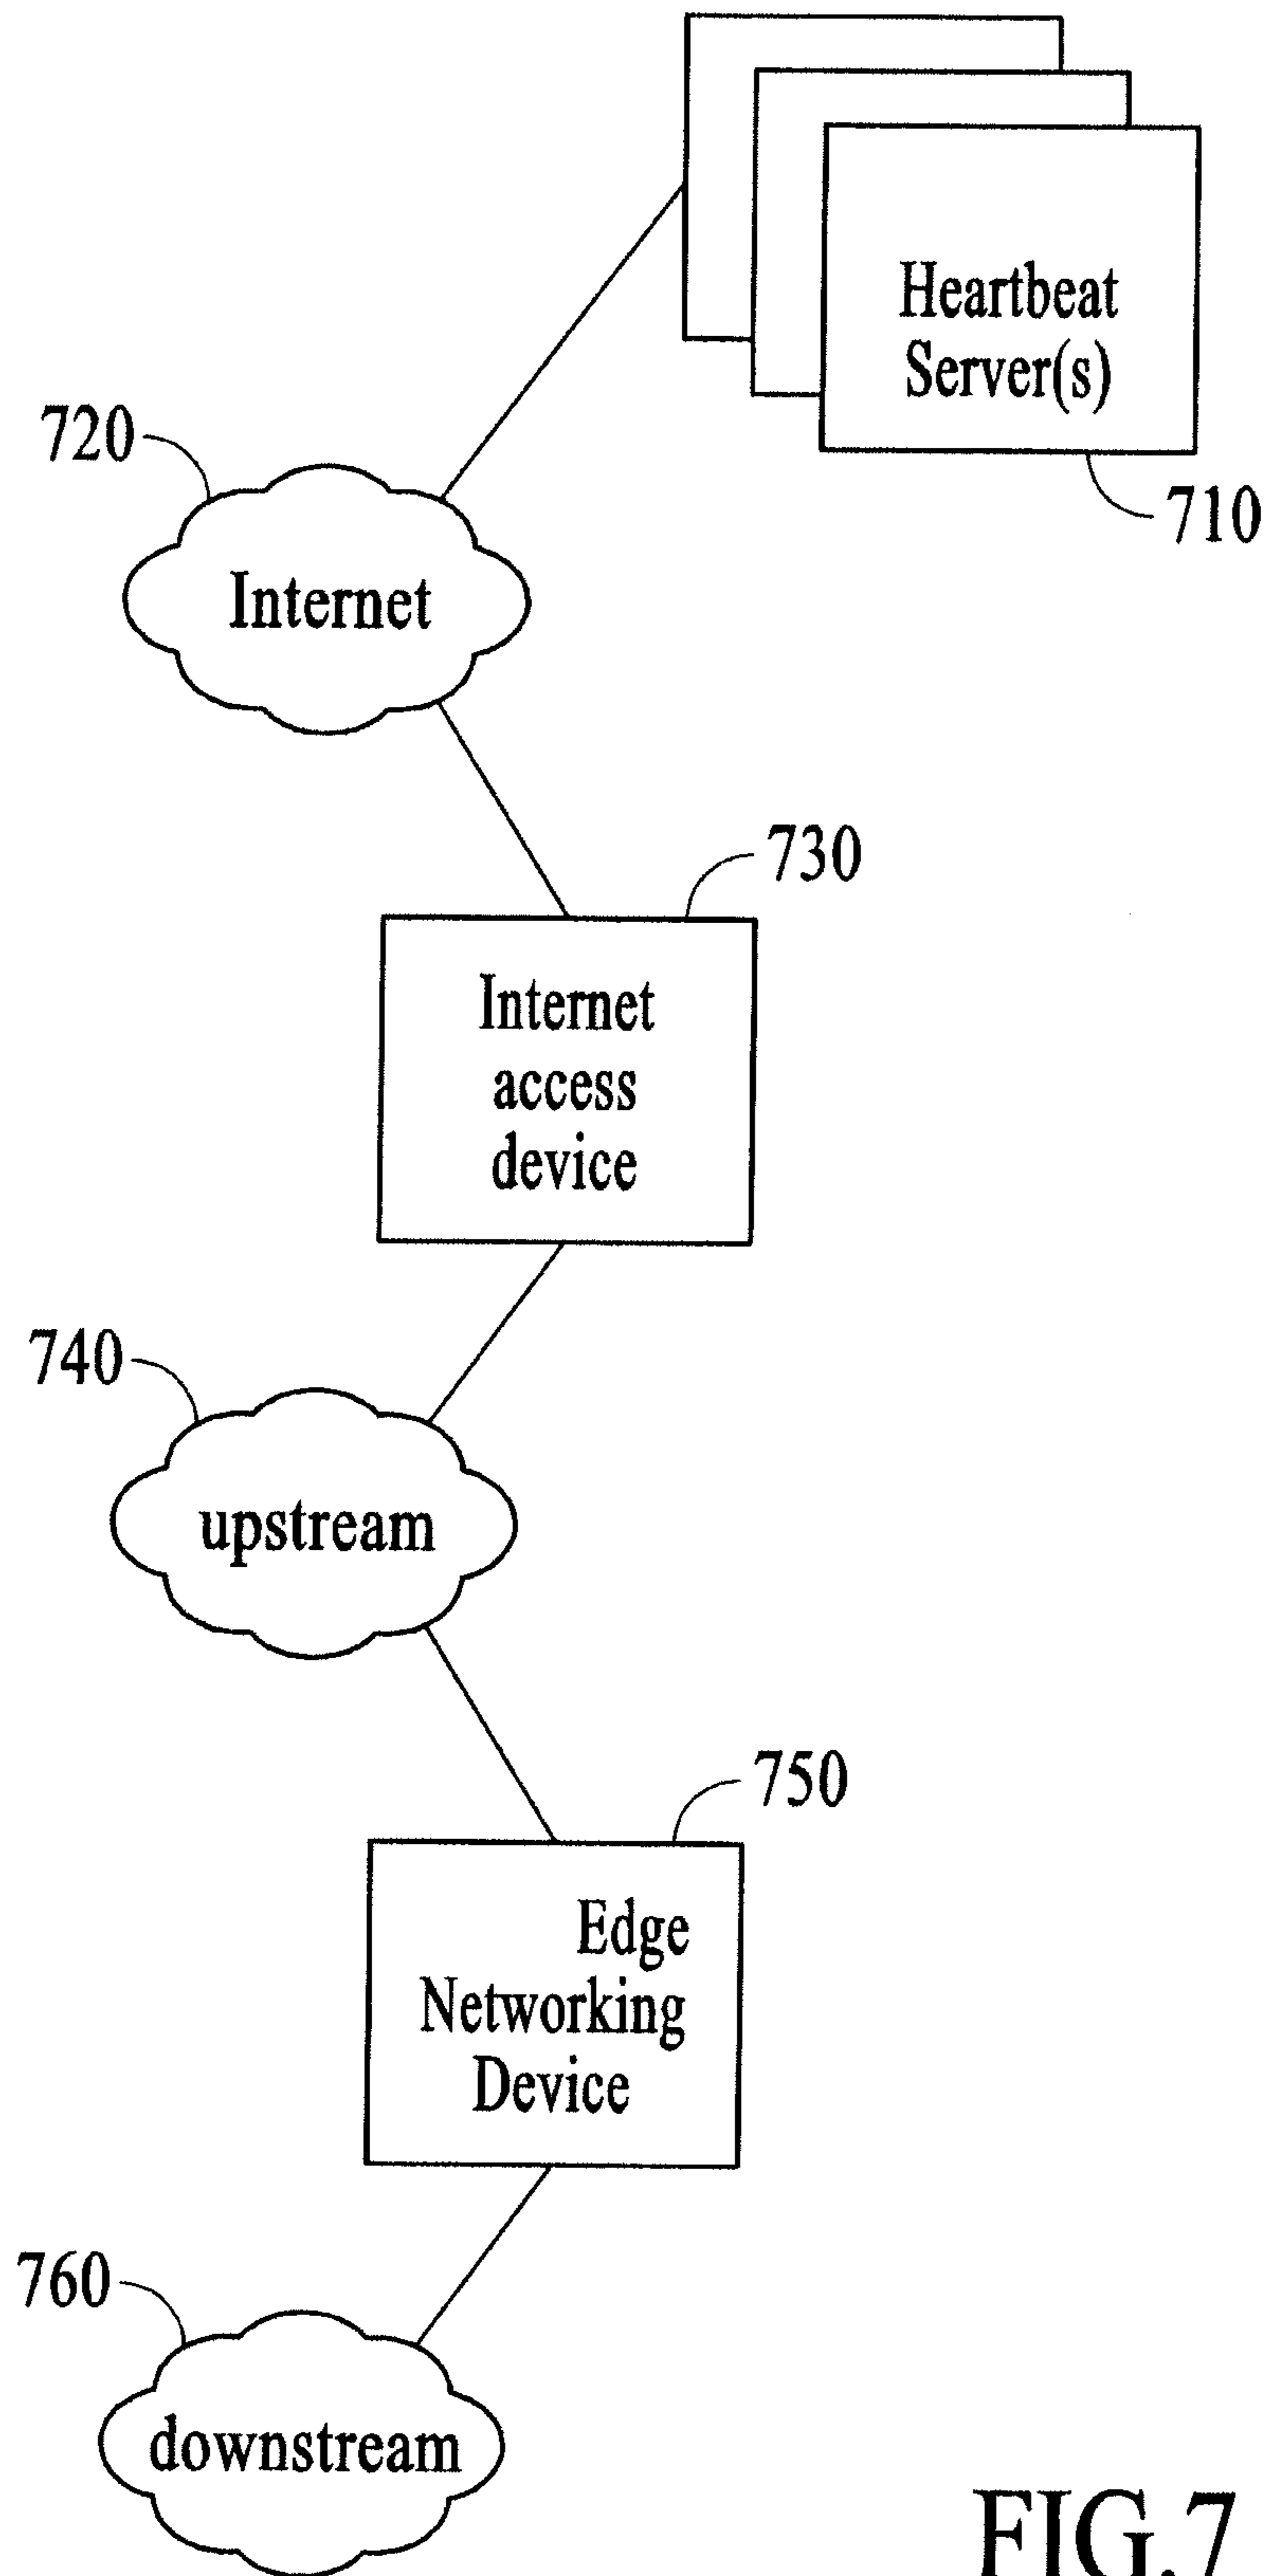 Heartbeat
Server(s)
720
710
Internet
730
Internet
access
device
740
upstream
750
Edge
Networking
Device
760
downstream
FIG.7